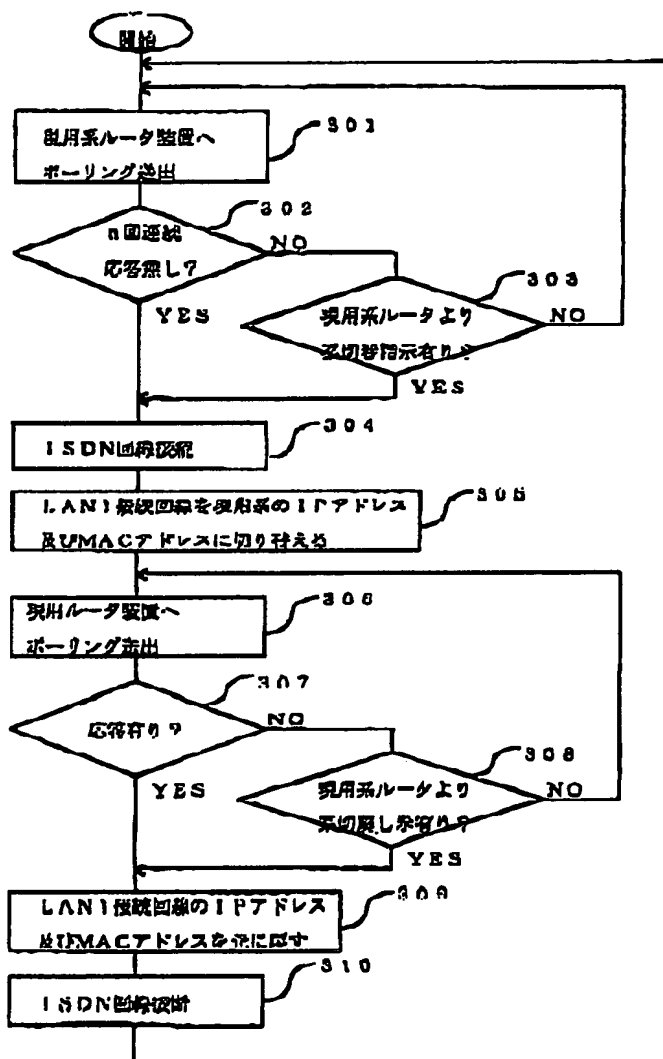 開始
現用系ルータ装置へ
ポーリング送出
301
n回連続
応答無し？
302
NO
YES
現用系ルータより
系切替指示有り？
303
NO
YES
ISDN回線接続
304
LAN1接続回線を現用系のIPアドレス
及びMACアドレスに切り替える
305
現用ルータ装置へ
ポーリング送出
306
応答有り？
307
NO
YES
現用系ルータより
308
NO
YES
LAN1接続回線のIPアドレス
及びMACアドレスを元に戻す
309
ISDN回線切断
310